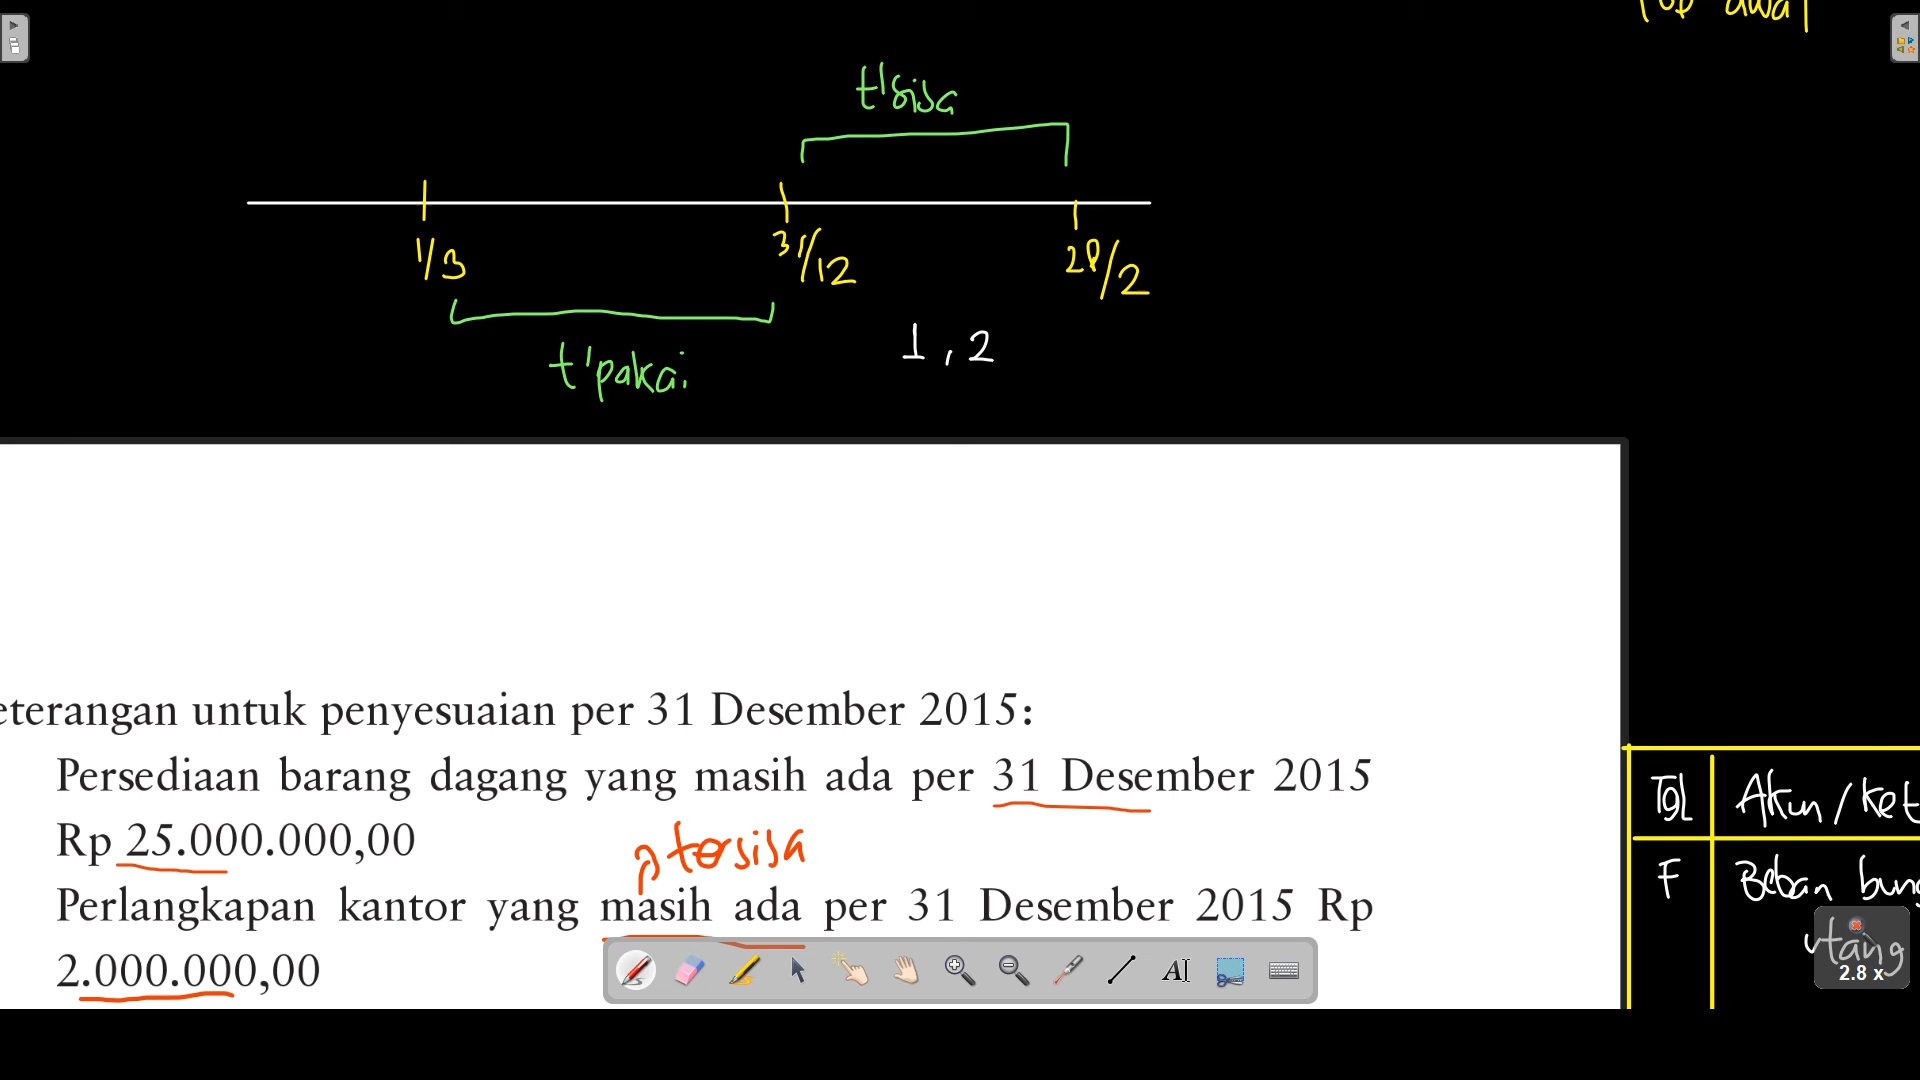 t'sisa
1/3
31/12
28/2
1, 2
t'pakai
eterangan untuk penyesuaian per 31 Desember 2015:
Persediaan barang dagang yang masih ada per 31 Desember 2015
Rp 25.000.000,00
tersisa
Perlangkapan kantor yang masih ada per 31 Desember 2015 Rp
2.000.000,00
Tgl Akun/ket
F Beban bung
utang
2.8 x
AI